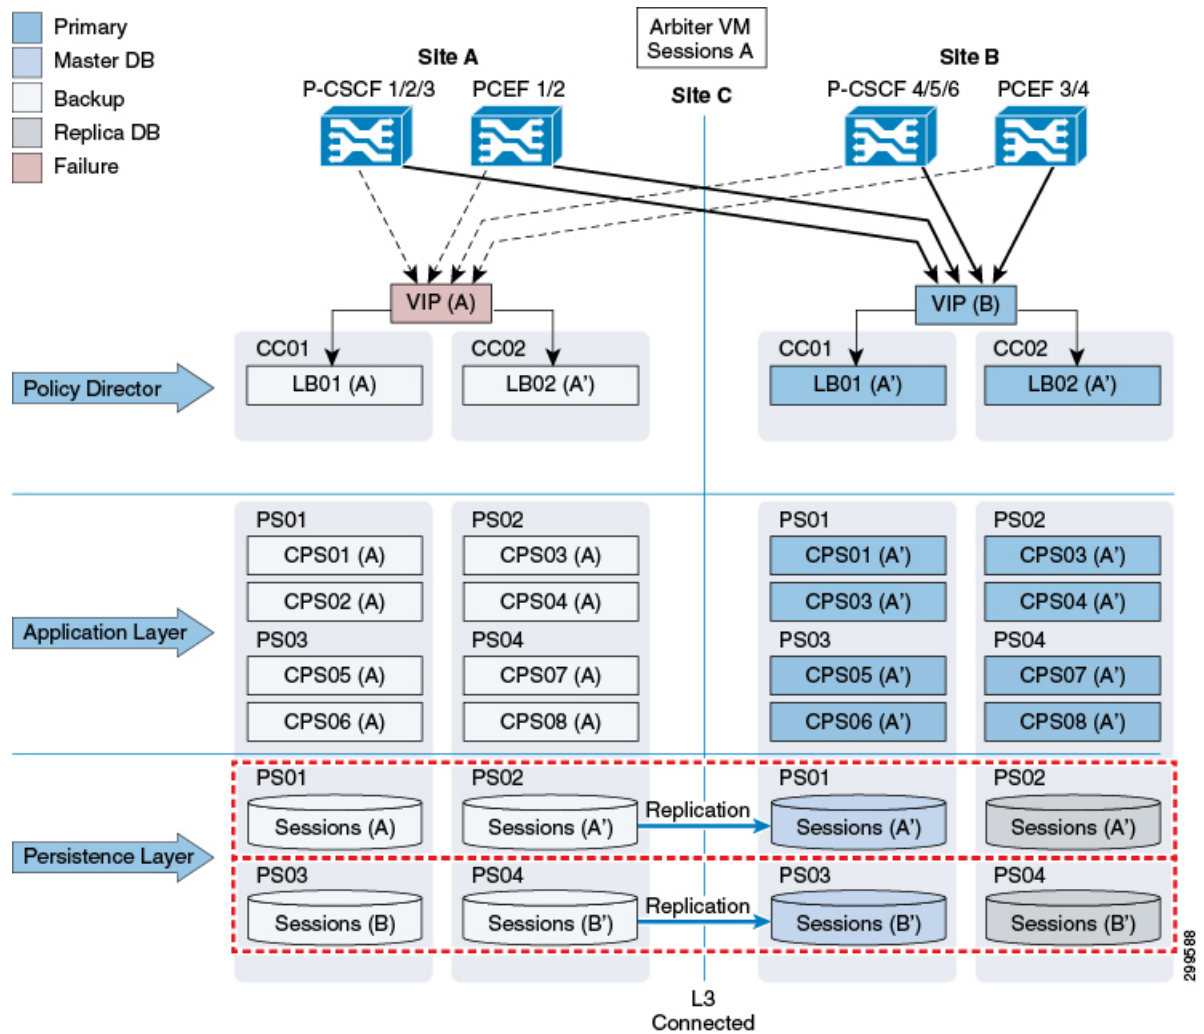 Primary
Master DB
Backup
Replica DB
Failure
Arbiter VM
Sessions A
Site A
Site C
Site B
P-CSCF 1/2/3
PCEF 1/2
P-CSCF 4/5/6
PCEF 3/4
VIP (A)
VIP (B)
Policy Director
CC01
LB01 (A)
CC02
LB02 (A')
CC01
LB01 (A')
CC02
LB02 (A')
Application Layer
PS01
CPS01 (A)
CPS02 (A)
PS03
CPS05 (A)
CPS06 (A)
PS02
CPS03 (A)
CPS04 (A)
PS04
CPS07 (A)
CPS08 (A)
PS01
CPS01 (A')
CPS03 (A')
PS03
CPS05 (A')
CPS06 (A')
PS02
CPS03 (A')
CPS04 (A')
PS04
CPS07 (A')
CPS08 (A')
Persistence Layer
PS01
Sessions (A)
PS02
Sessions (A')
Replication
PS01
Sessions (A')
PS02
Sessions (A')
PS03
Sessions (B)
PS04
Sessions (B')
Replication
PS03
Sessions (B')
PS04
Sessions (B')
L3
Connected
299588